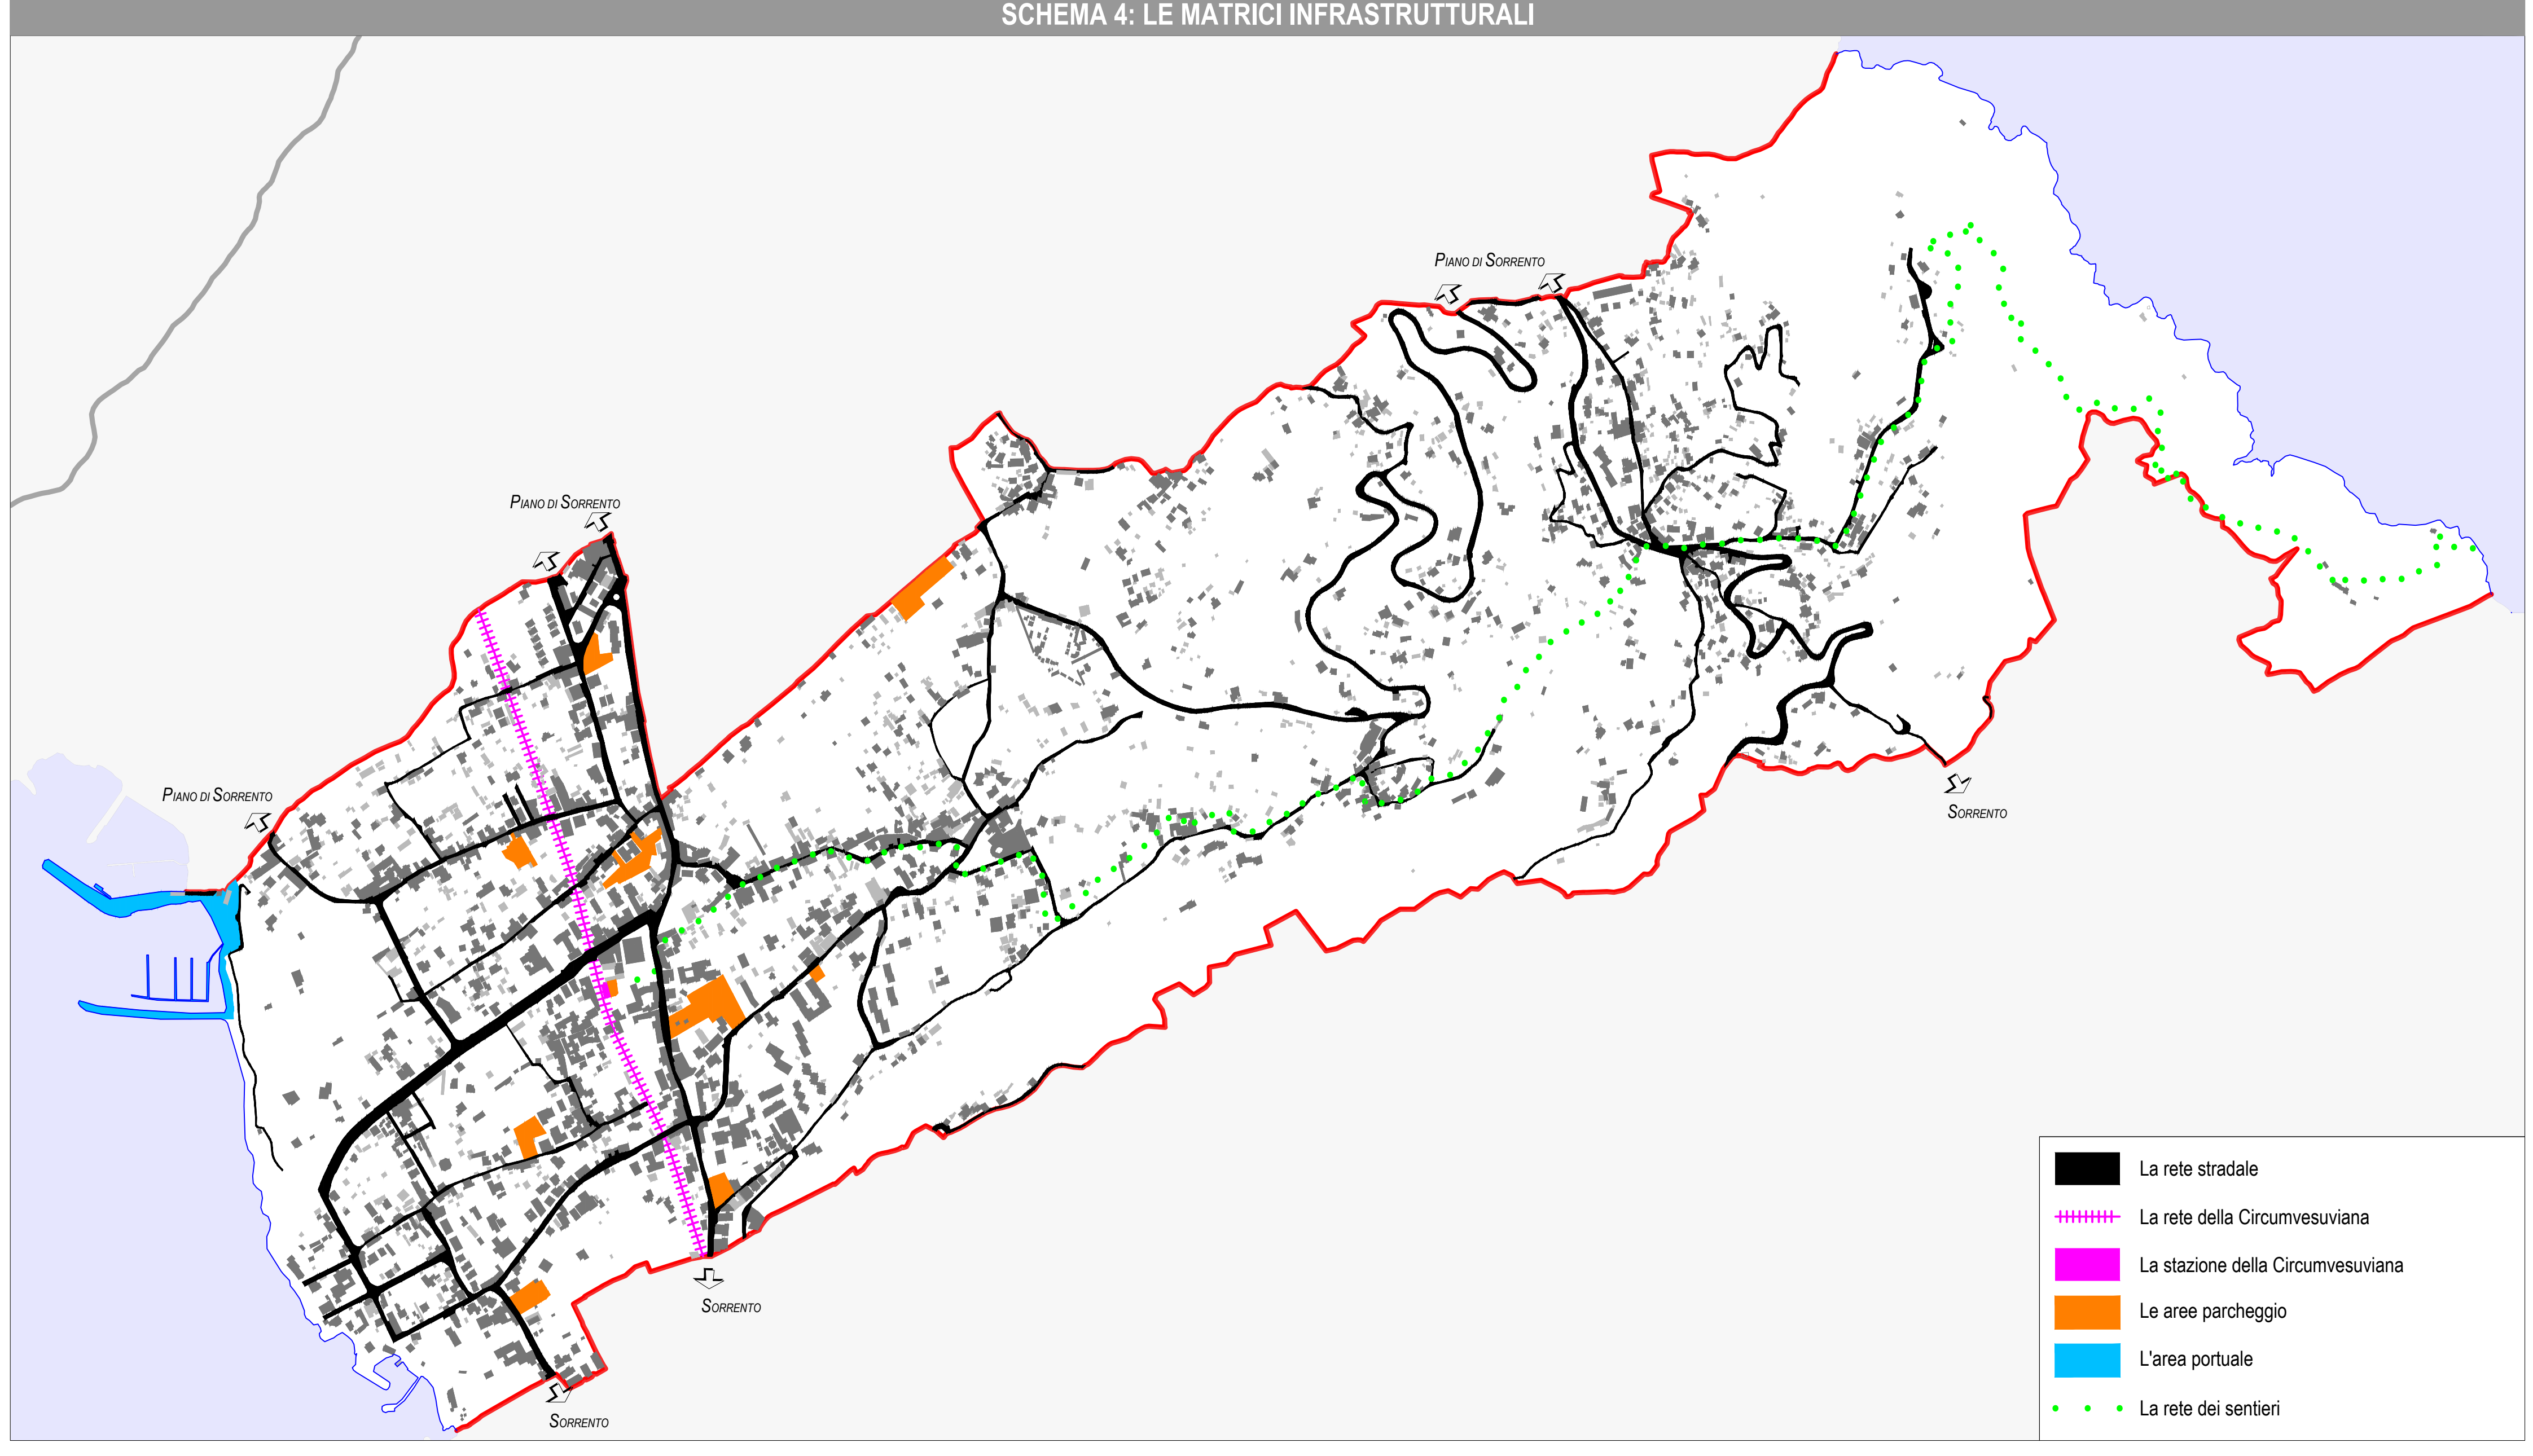 SCHEMA 4: LE MATRICI INFRASTRUTTURALI
PIANO DI SORRENTO
PIANO DI SORRENTO
PIANO DI SORRENTO
SORRENTO
SORRENTO
SORRENTO
La rete stradale
La rete della Circumvesuviana
La stazione della Circumvesuviana
Le aree parcheggio
L'area portuale
La rete dei sentieri